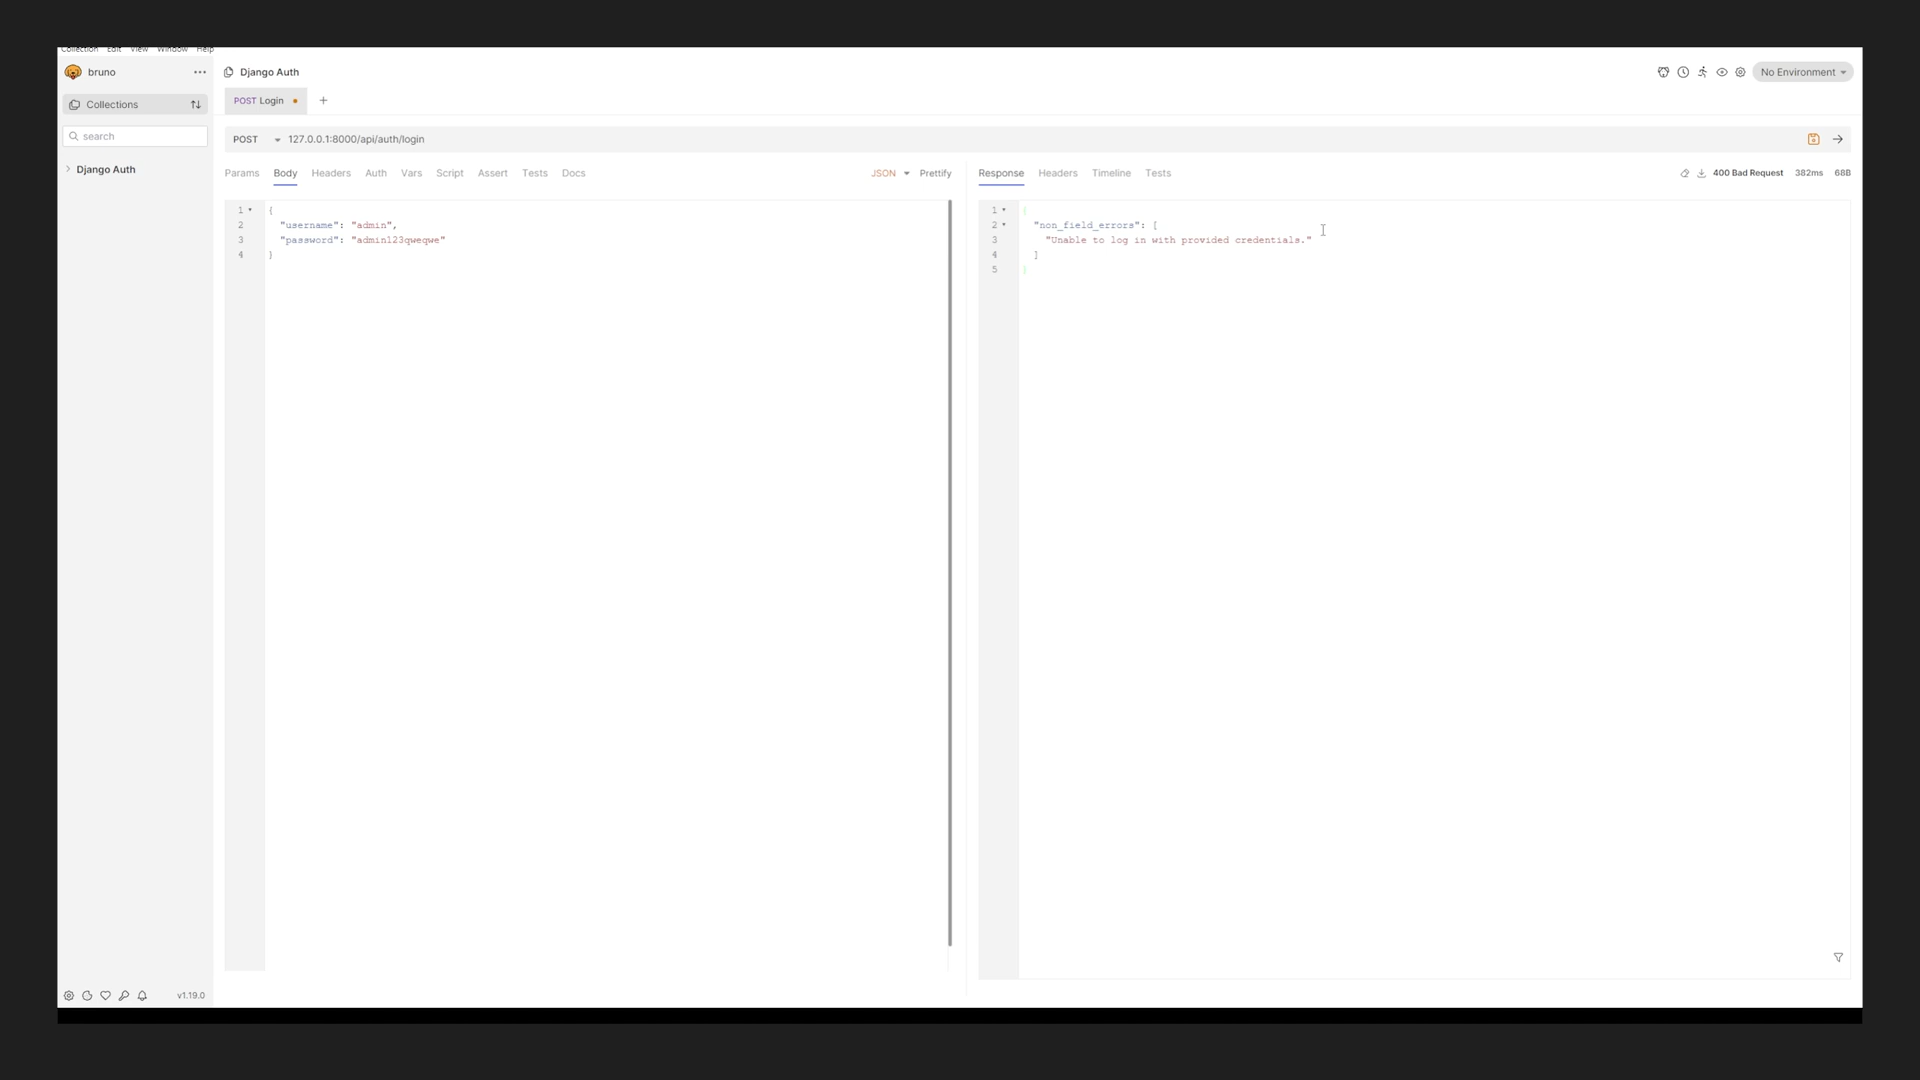 Collection Edit View Window Help
bruno
Django Auth
No Environment
Collections
POST Login
search
POST 127.0.0.1:8000/api/auth/login
Django Auth
Params Body Headers Auth Vars Script Assert Tests Docs JSON Prettify
Response Headers Timeline Tests 400 Bad Request 382ms 68B
1 {
2 "username": "admin",
3 "password": "admin123qweqwe"
4 }
1 {
2 "non_field_errors": [
3 "Unable to log in with provided credentials."
4 ]
5 }
v1.19.0